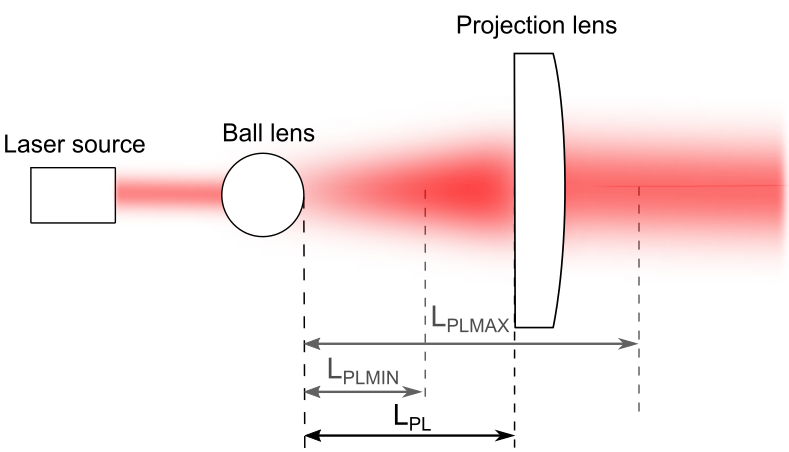 Projection lens
Ball lens
Laser source
LPLMAX
LPLMIN
LPL